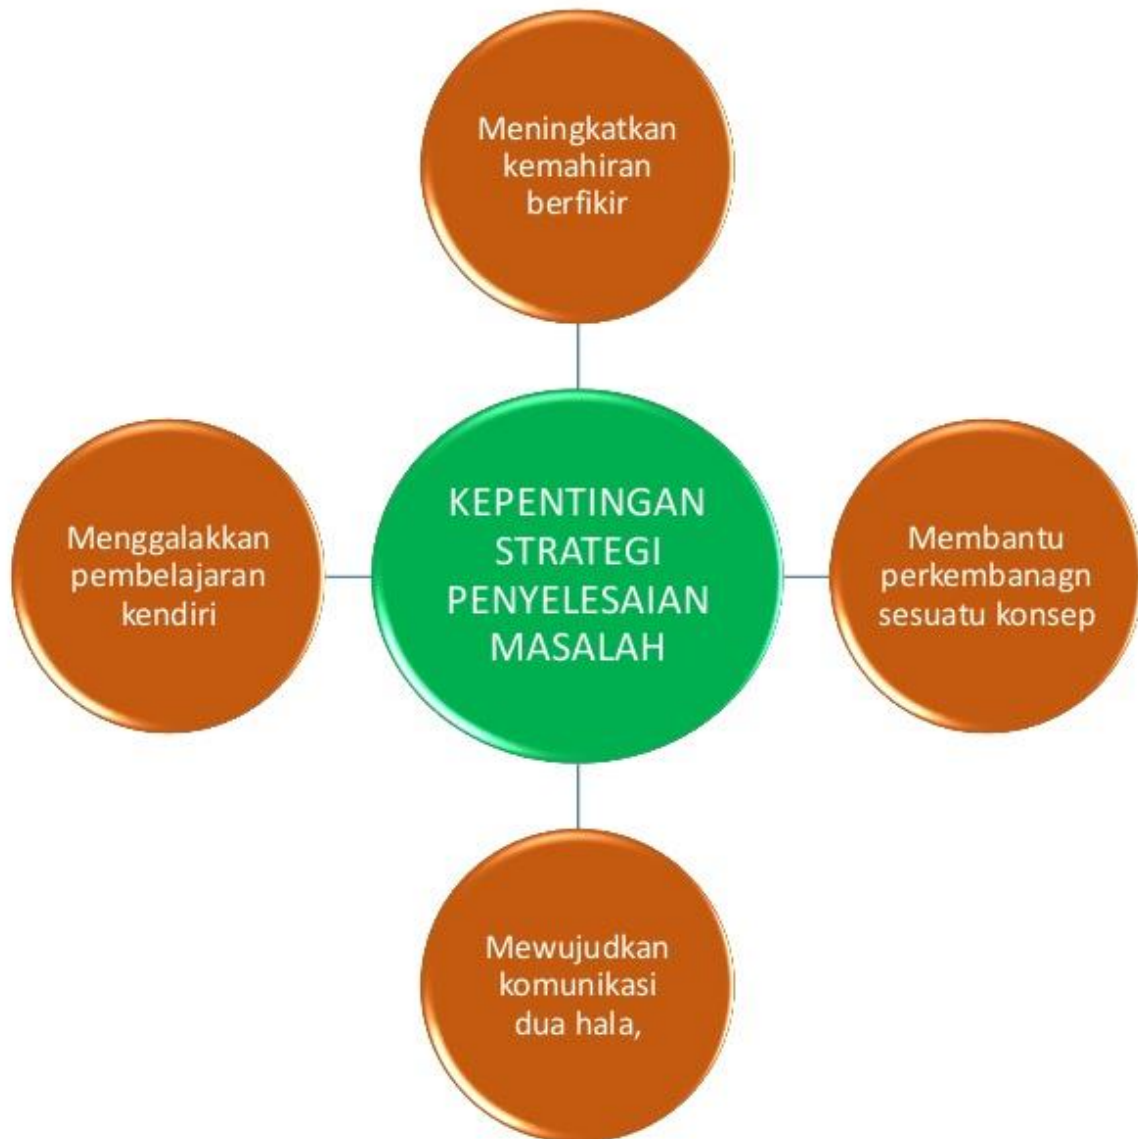 Meningkatkan
kemahiran
berfikir
KEPENTINGAN
STRATEGI
PENYELESAIAN
MASALAH
Menggalakkan
pembelajaran
kendiri
Membantu
perkembanagn
sesuatu konsep
Mewujudkan
komunikasi
dua hala,